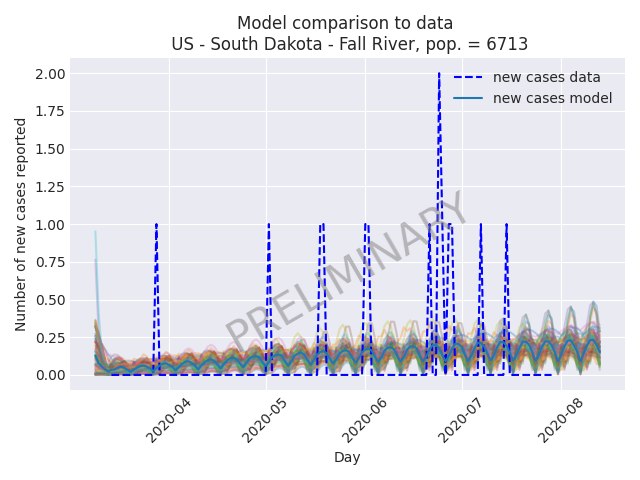 Model comparison to data
US - South Dakota - Fall River, pop. = 6713
2.00
1.75
1.50
1.25
1.00
0.75
0.50
0.25
0.00
Number of new cases reported
new cases data
new cases model
PRELIMINARY
2020-04
2020-05
2020-06
2020-07
2020-08
Day